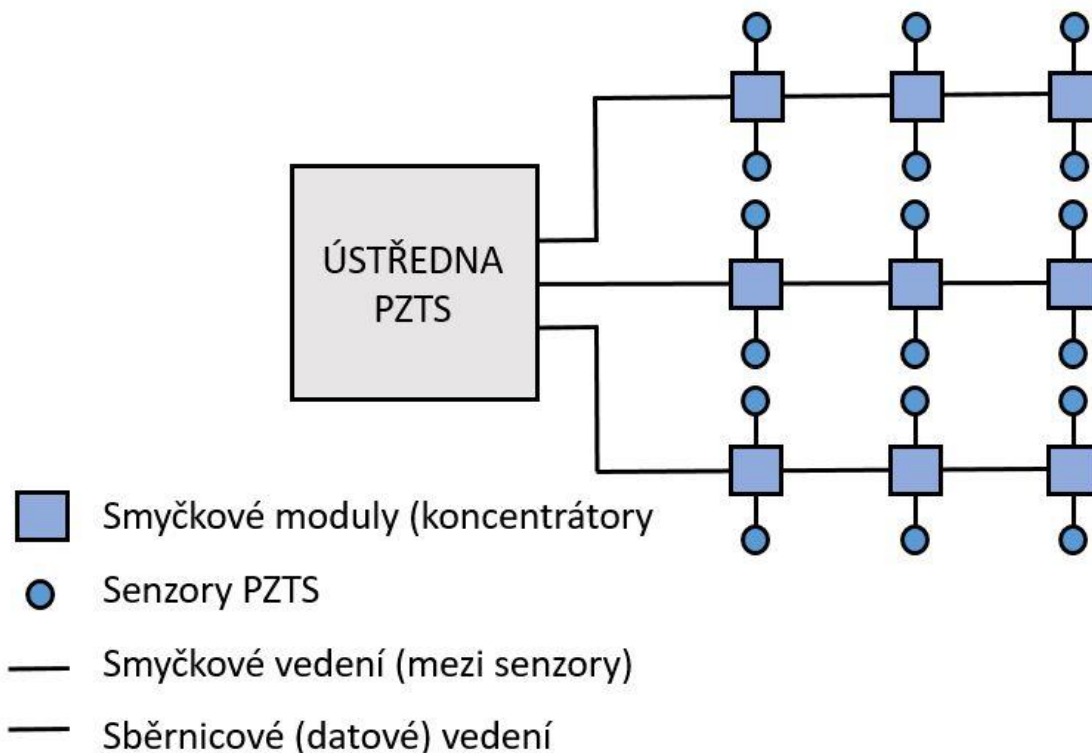 ÚSTŘEDNA
PZTS
Smyčkové moduly (koncentrátory
Senzory PZTS
Smyčkové vedení (mezi senzory)
Sběrnicové (datové) vedení